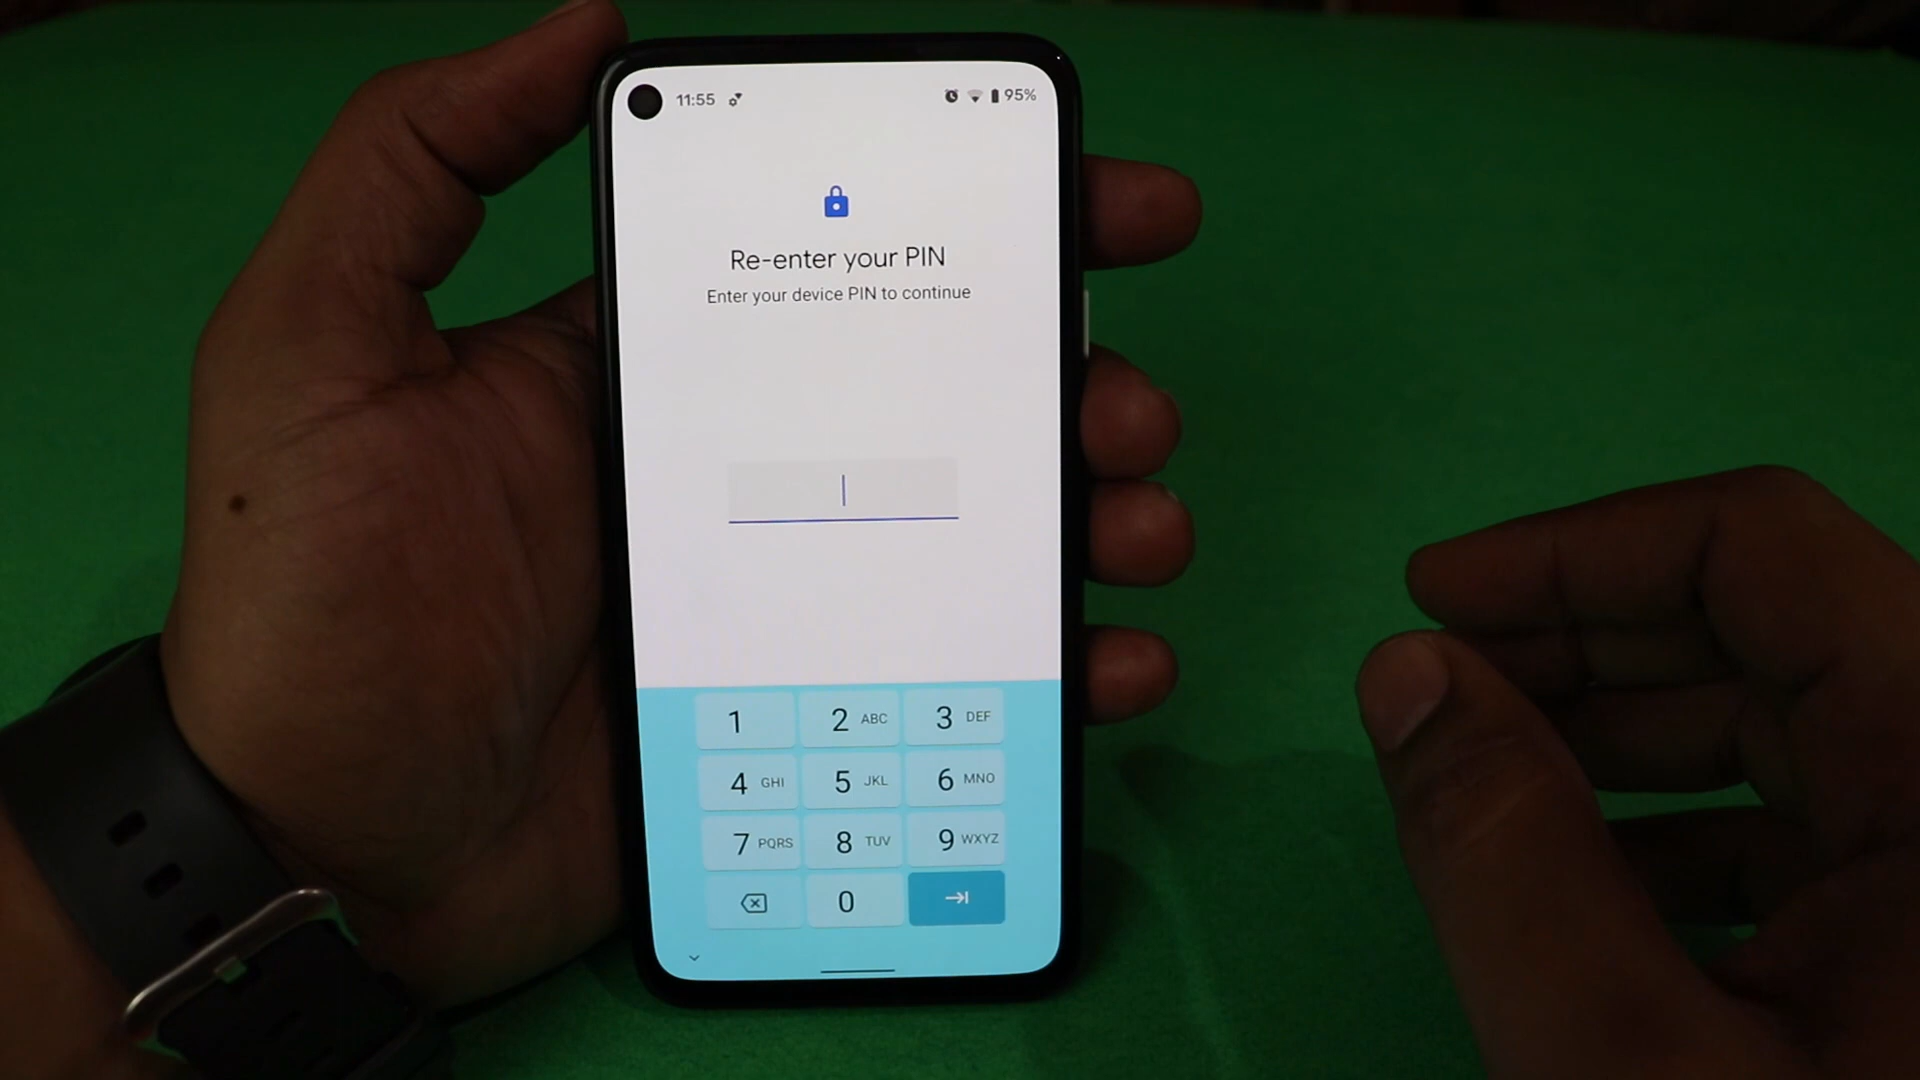 11:55 95%
Re-enter your PIN
Enter your device PIN to continue
1 2 ABC 3 DEF
4 GHI 5 JKL 6 MNO
7 PQRS 8 TUV 9 WXYZ
0